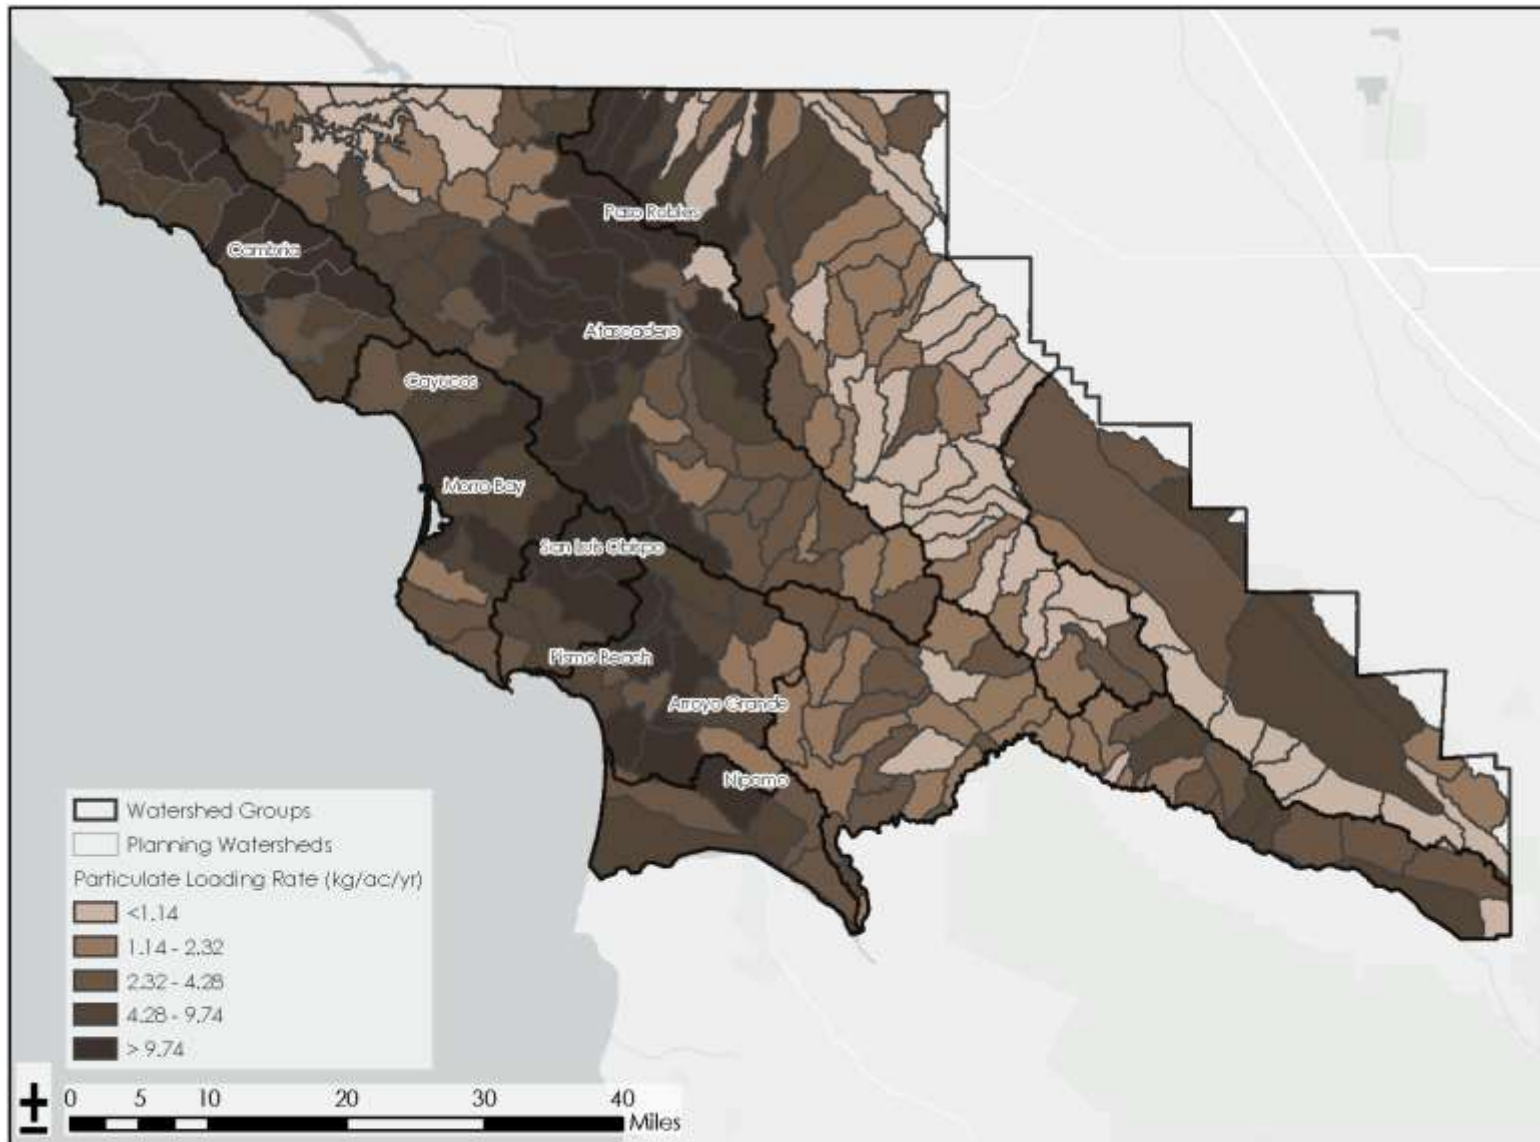 Paso Robles
Cambria
Atascadero
Cayucos
Morro Bay
San Luis Obispo
Pismo Beach
Arroyo Grande
Nipomo
Watershed Groups
Planning Watersheds
Particulate Loading Rate (kg/ac/yr)
<1.14
1.14 - 2.32
2.32 - 4.28
4.28 - 9.74
> 9.74
0 5 10 20 30 40
Miles